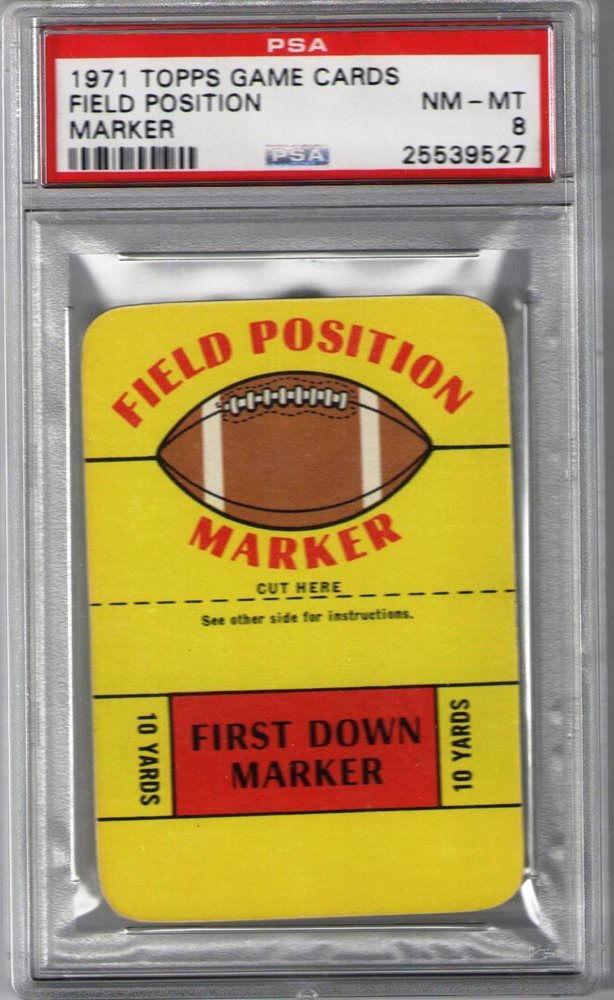 PSA
1971 TOPPS GAME CARDS
FIELD POSITION NM - MT
MARKER 8
PSA 25539527
FIELD POSITION
MARKER
CUT HERE
See other side for instructions.
10 YARDS
FIRST DOWN
MARKER
10 YARDS